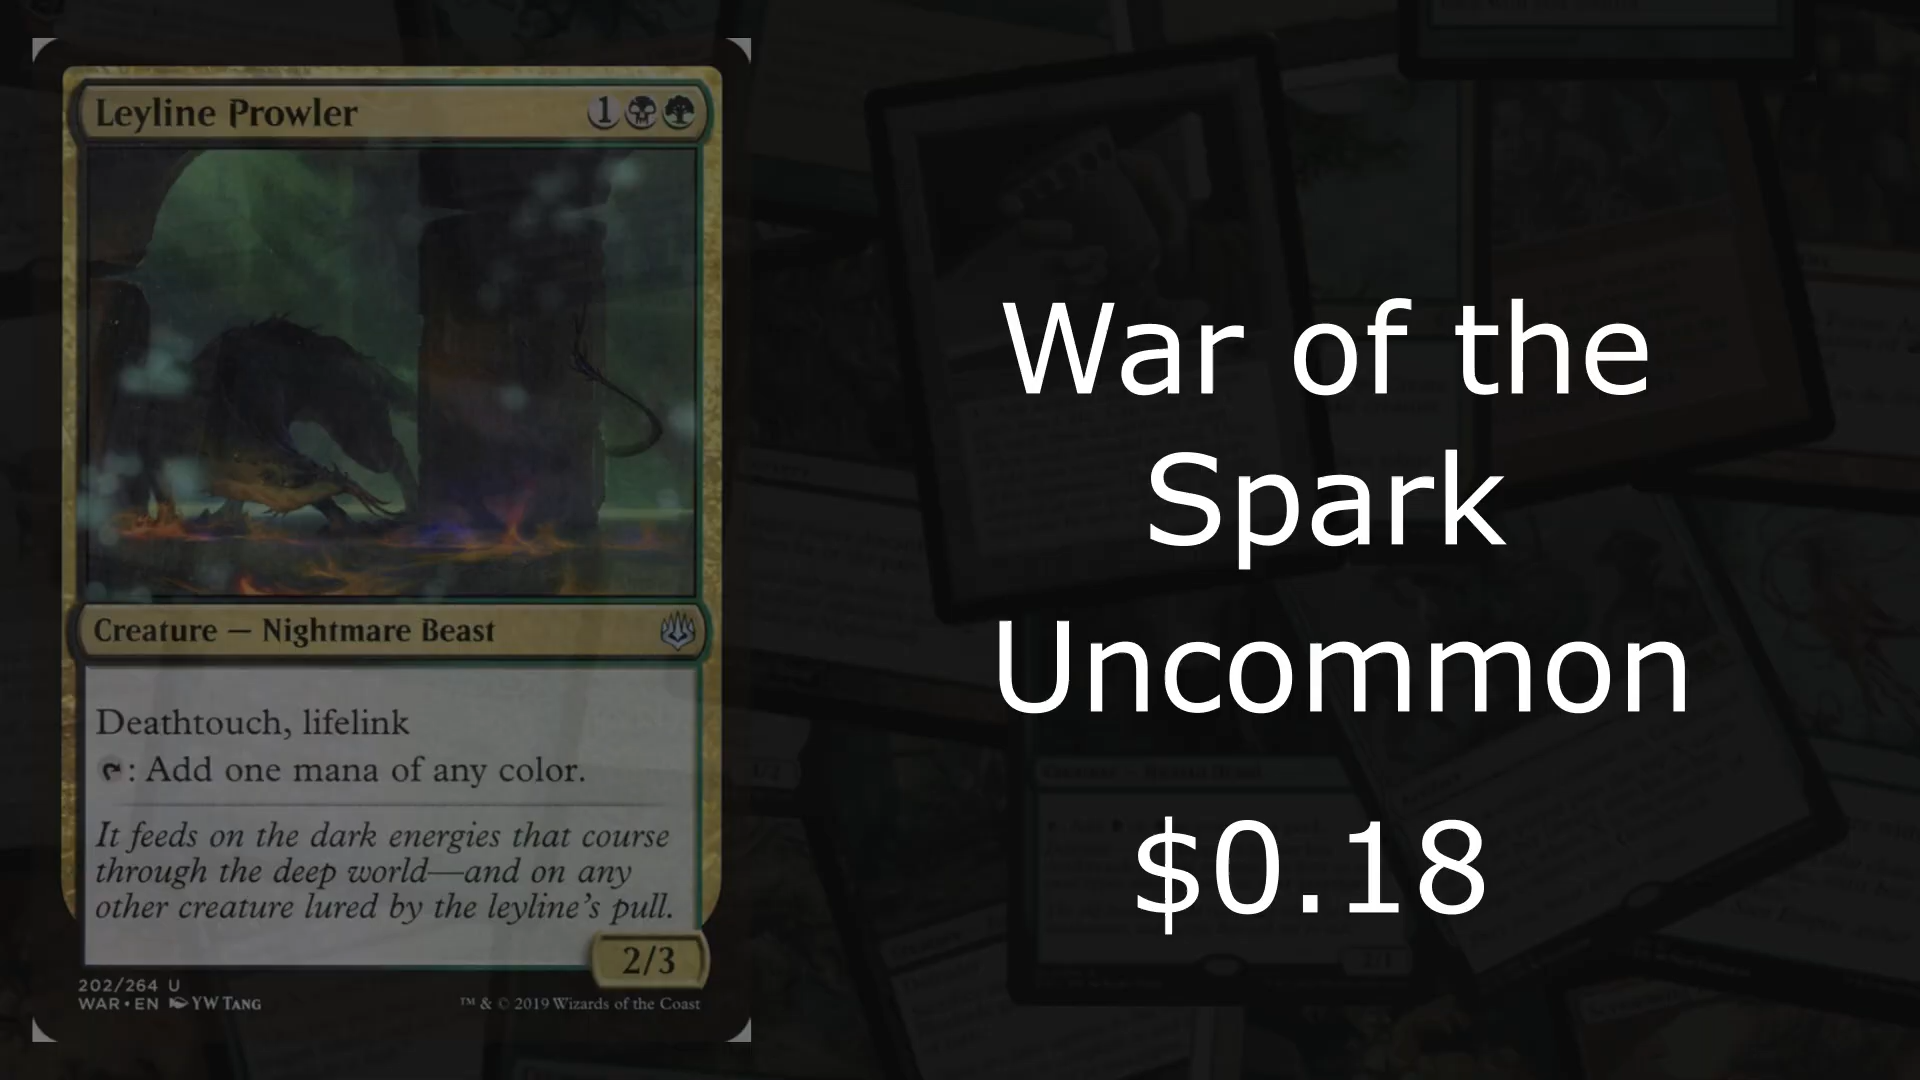 Leyline Prowler 1
Creature — Nightmare Beast
Deathtouch, lifelink
: Add one mana of any color.
It feeds on the dark energies that course
through the deep world—and on any
other creature lured by the leyline's pull.
2/3
202/264 U
WAR • EN YW Tang
™ & © 2019 Wizards of the Coast
War of the
Spark
Uncommon
$0.18